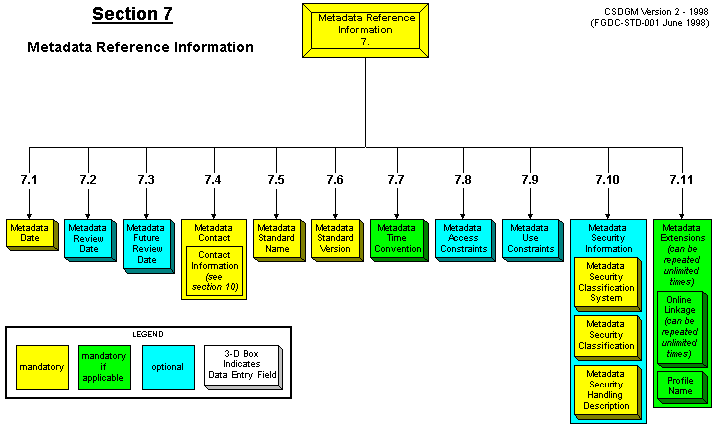 Section 7
Metadata Reference Information
Metadata Reference
Information
7.
CSDGM Version 2 - 1998
(FGDC-STD-001 June 1998)
7.1
7.2
7.3
7.4
7.5
7.6
7.7
7.8
7.9
7.10
7.11
Metadata
Date
Metadata
Review
Date
Metadata
Future
Review
Date
Metadata
Contact
Contact
Information
(see
section 10)
Metadata
Standard
Name
Metadata
Standard
Version
Metadata
Time
Convention
Metadata
Access
Constraints
Metadata
Use
Constraints
Metadata
Security
Information
Metadata
Security
Classification
System
Metadata
Security
Classification
Metadata
Security
Handling
Description
Metadata
Extensions
(can be
repeated
unlimited
times)
Online
Linkage
(can be
repeated
unlimited
times)
Profile
Name
LEGEND
mandatory
mandatory
if
applicable
optional
3-D Box
Indicates
Data Entry Field